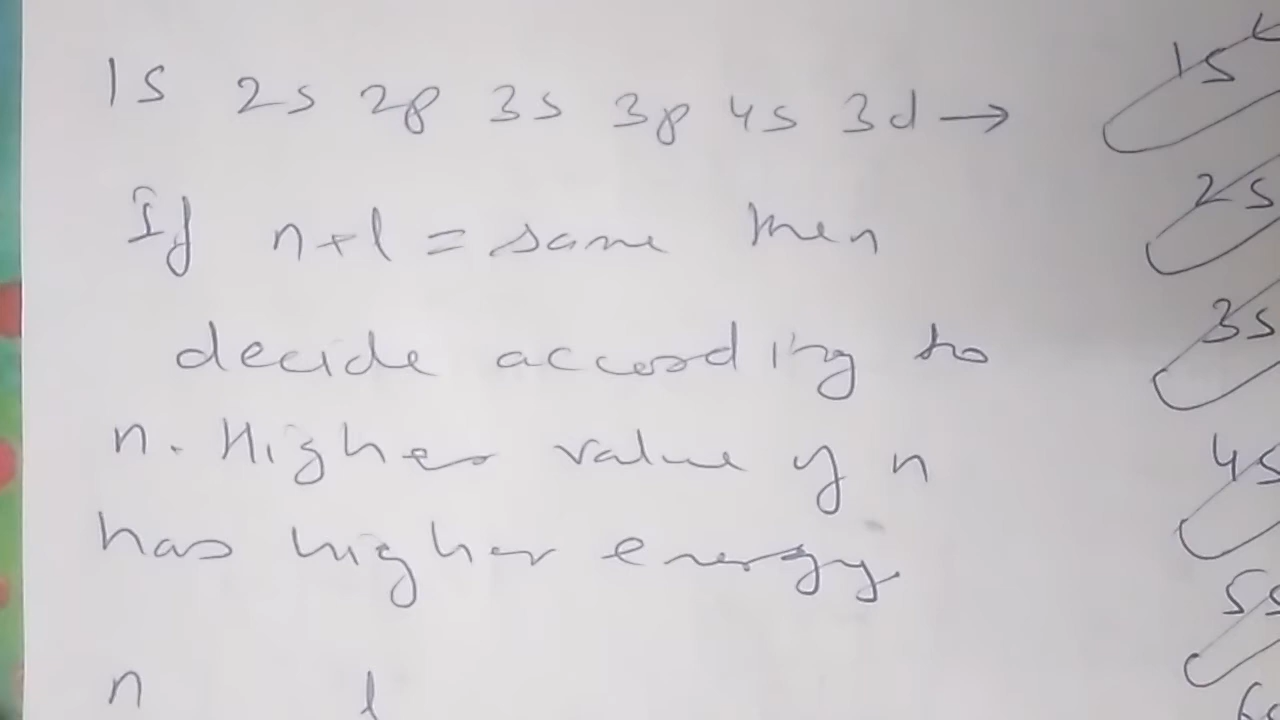 1s 2s 2p 3s 3p 4s 3d →
If n+l = same then
decide according to
n. Higher value of n
has higher energy
n l
1s
2s
3s
4s
5s